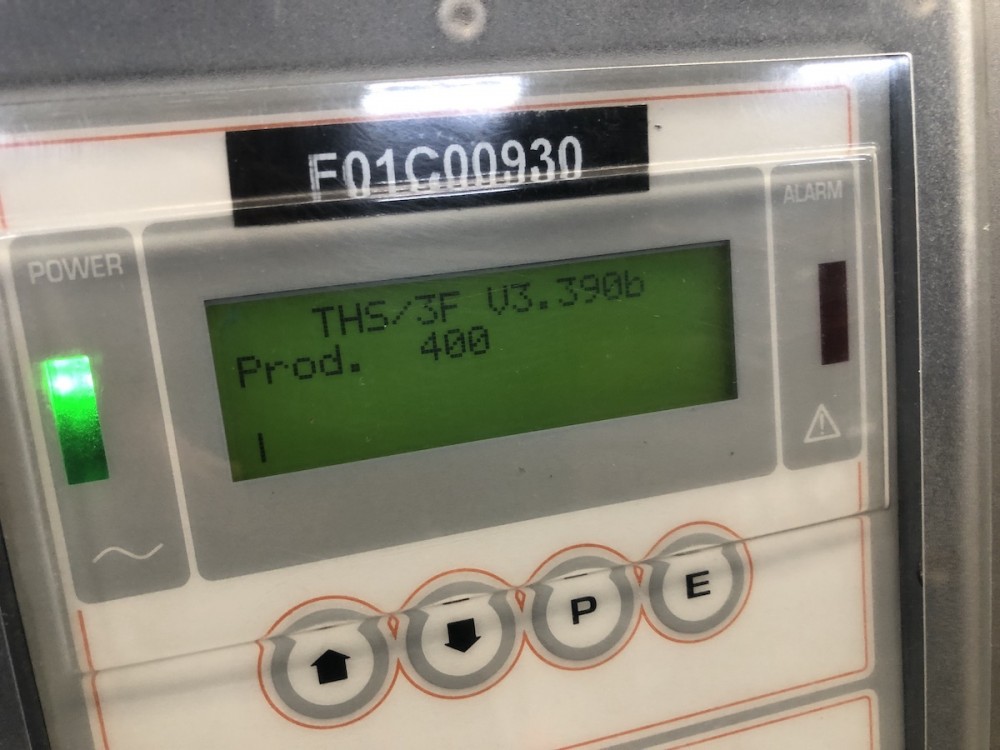 F01C00930
POWER
ALARM
THS/3F V3.390b
Prod. 400
|
P
E